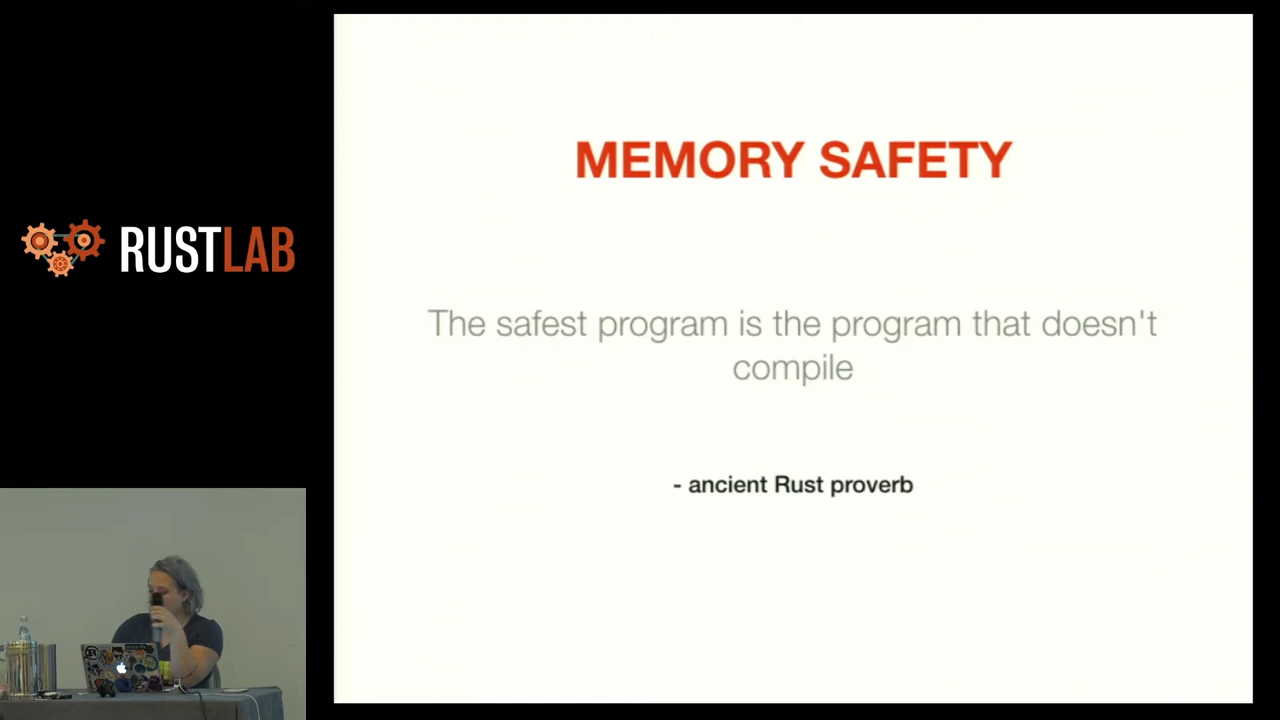 MEMORY SAFETY
RUSTLAB
The safest program is the program that doesn't
compile
- ancient Rust proverb